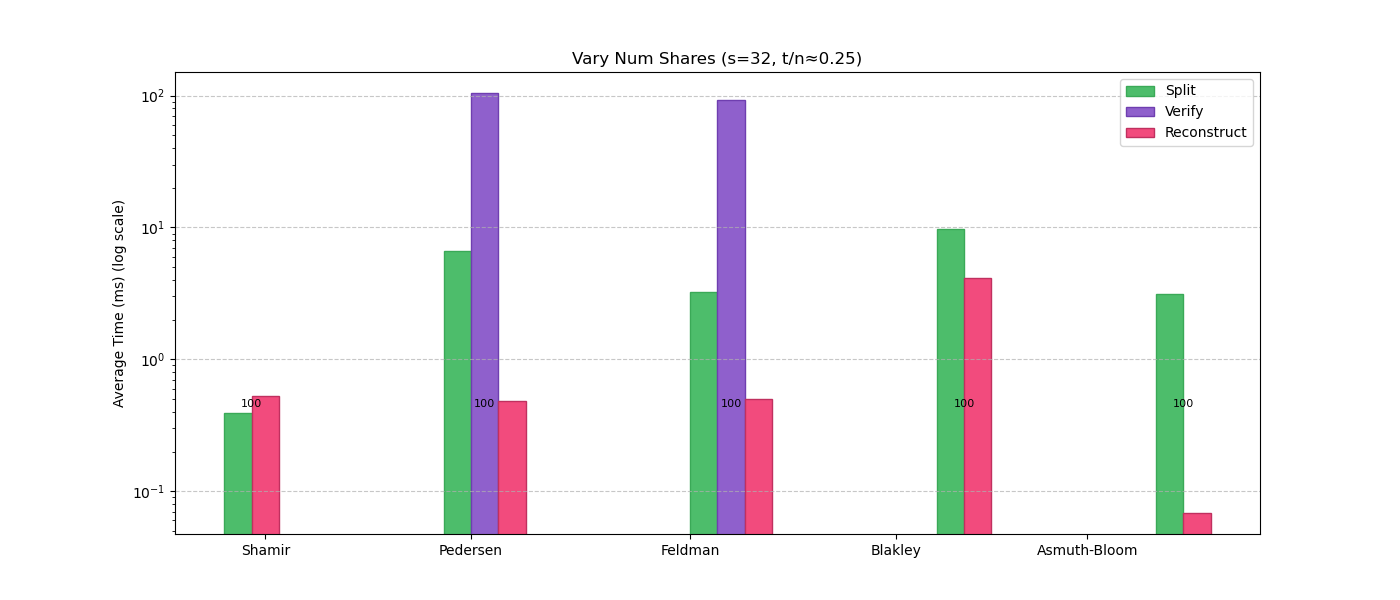 Vary Num Shares (s=32, t/n≈0.25)
Average Time (ms) (log scale)
10²
10¹
10⁰
10⁻¹
Split
Verify
Reconstruct
100
100
100
100
100
Shamir
Pedersen
Feldman
Blakley
Asmuth-Bloom